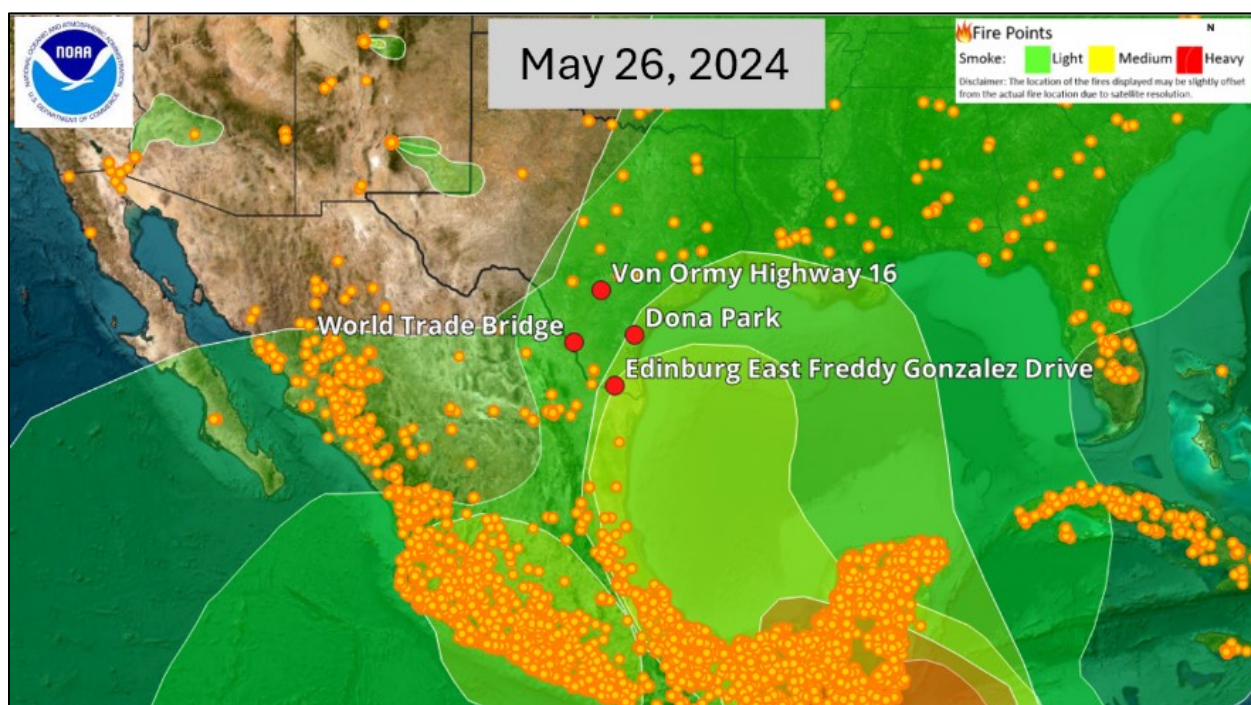 NATIONAL OCEANIC AND ATMOSPHERIC ADMINISTRATION
NOAA
U.S. DEPARTMENT OF COMMERCE
May 26, 2024
Fire Points
N
Smoke: Light Medium Heavy
Disclaimer: The location of the fires displayed may be slightly offset
from the actual fire location due to satellite resolution.
Von Ormy Highway 16
World Trade Bridge
Dona Park
Edinburg East Freddy Gonzalez Drive